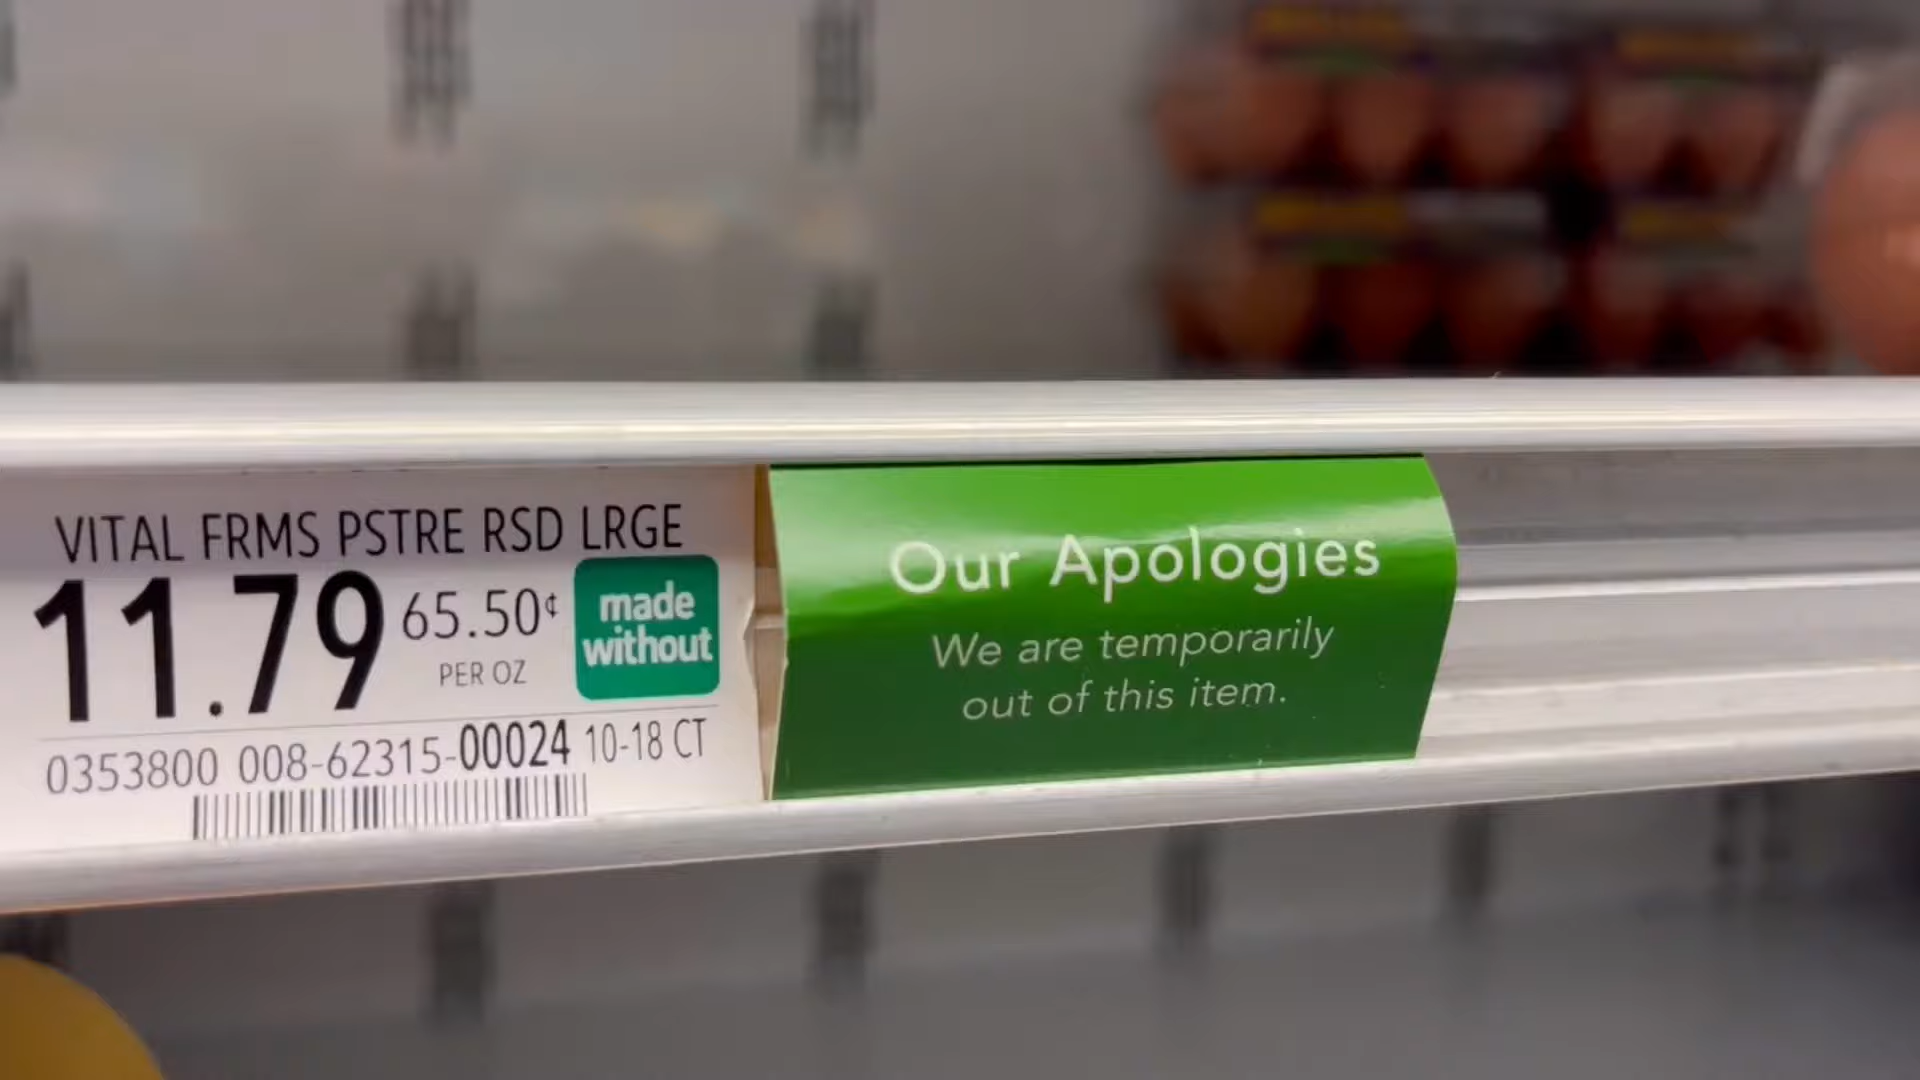 VITAL FRMS PSTRE RSD LRGE
11.79 65.50¢
PER OZ
made
without
0353800 008-62315-00024 10-18 CT
Our Apologies
We are temporarily
out of this item.